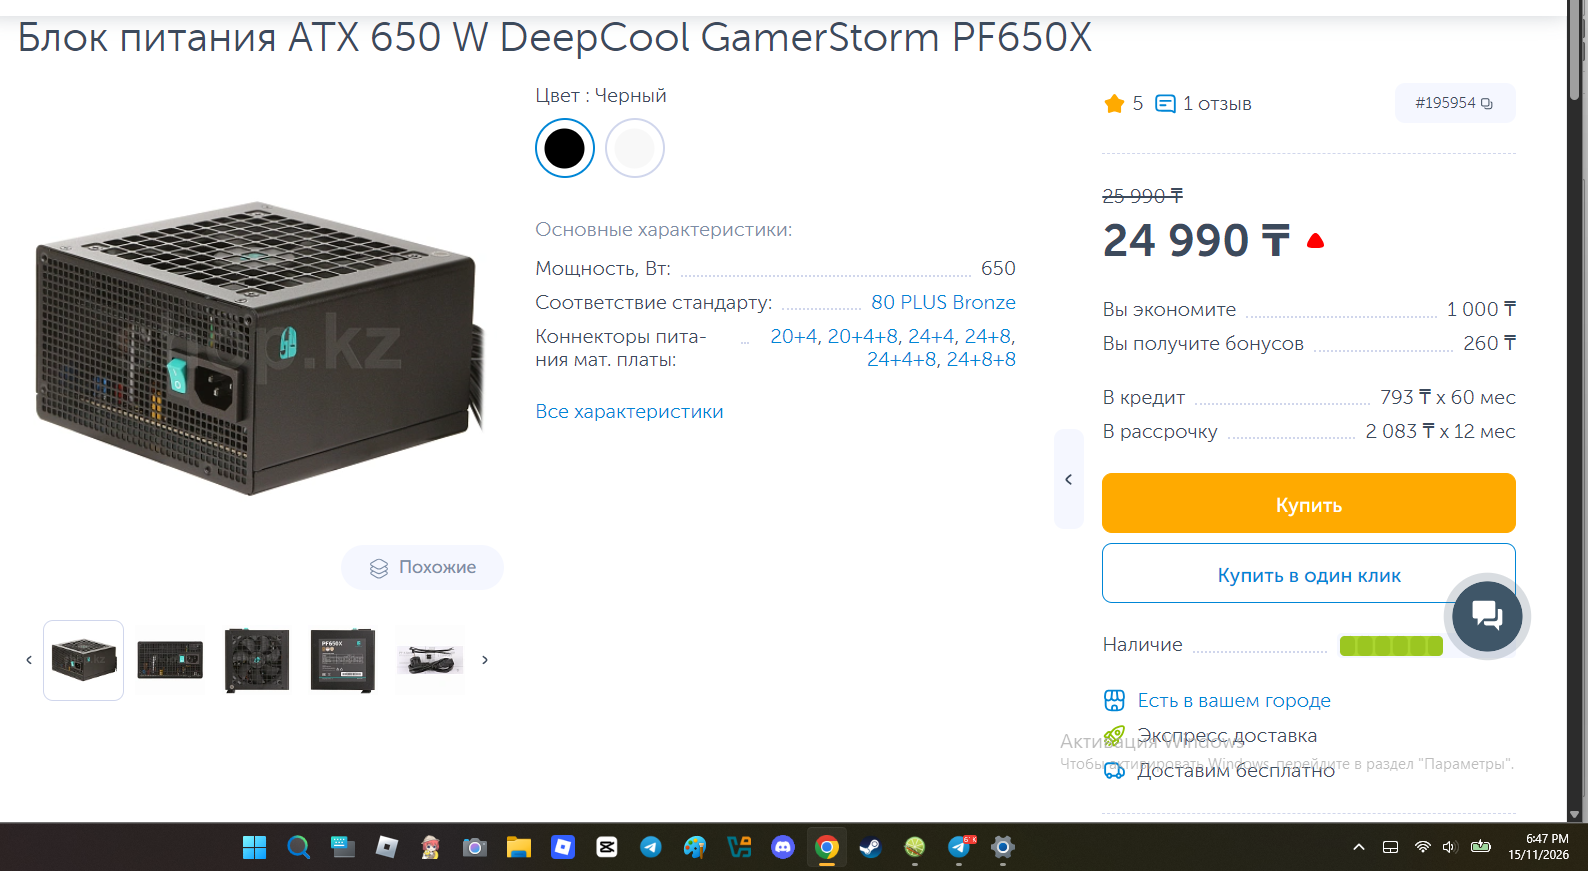 Блок питания ATX 650 W DeepCool GamerStorm PF650X
Цвет : Черный
5 1 отзыв
#195954
25 990 ₸
24 990 ₸
Основные характеристики:
Мощность, Вт: 650
Соответствие стандарту: 80 PLUS Bronze
Коннекторы пита-
ния мат. платы:
20+4, 20+4+8, 24+4, 24+8,
24+4+8, 24+8+8
Все характеристики
Вы экономите 1 000 ₸
Вы получите бонусов 260 ₸
В кредит 793 ₸ x 60 мес
В рассрочку 2 083 ₸ x 12 мес
Купить
Купить в один клик
Похожие
PF650X
Наличие
Есть в вашем городе
Экспресс доставка
Доставим бесплатно
Активация Windows
Чтобы активировать Windows, перейдите в раздел "Параметры".
6:47 PM
15/11/2026